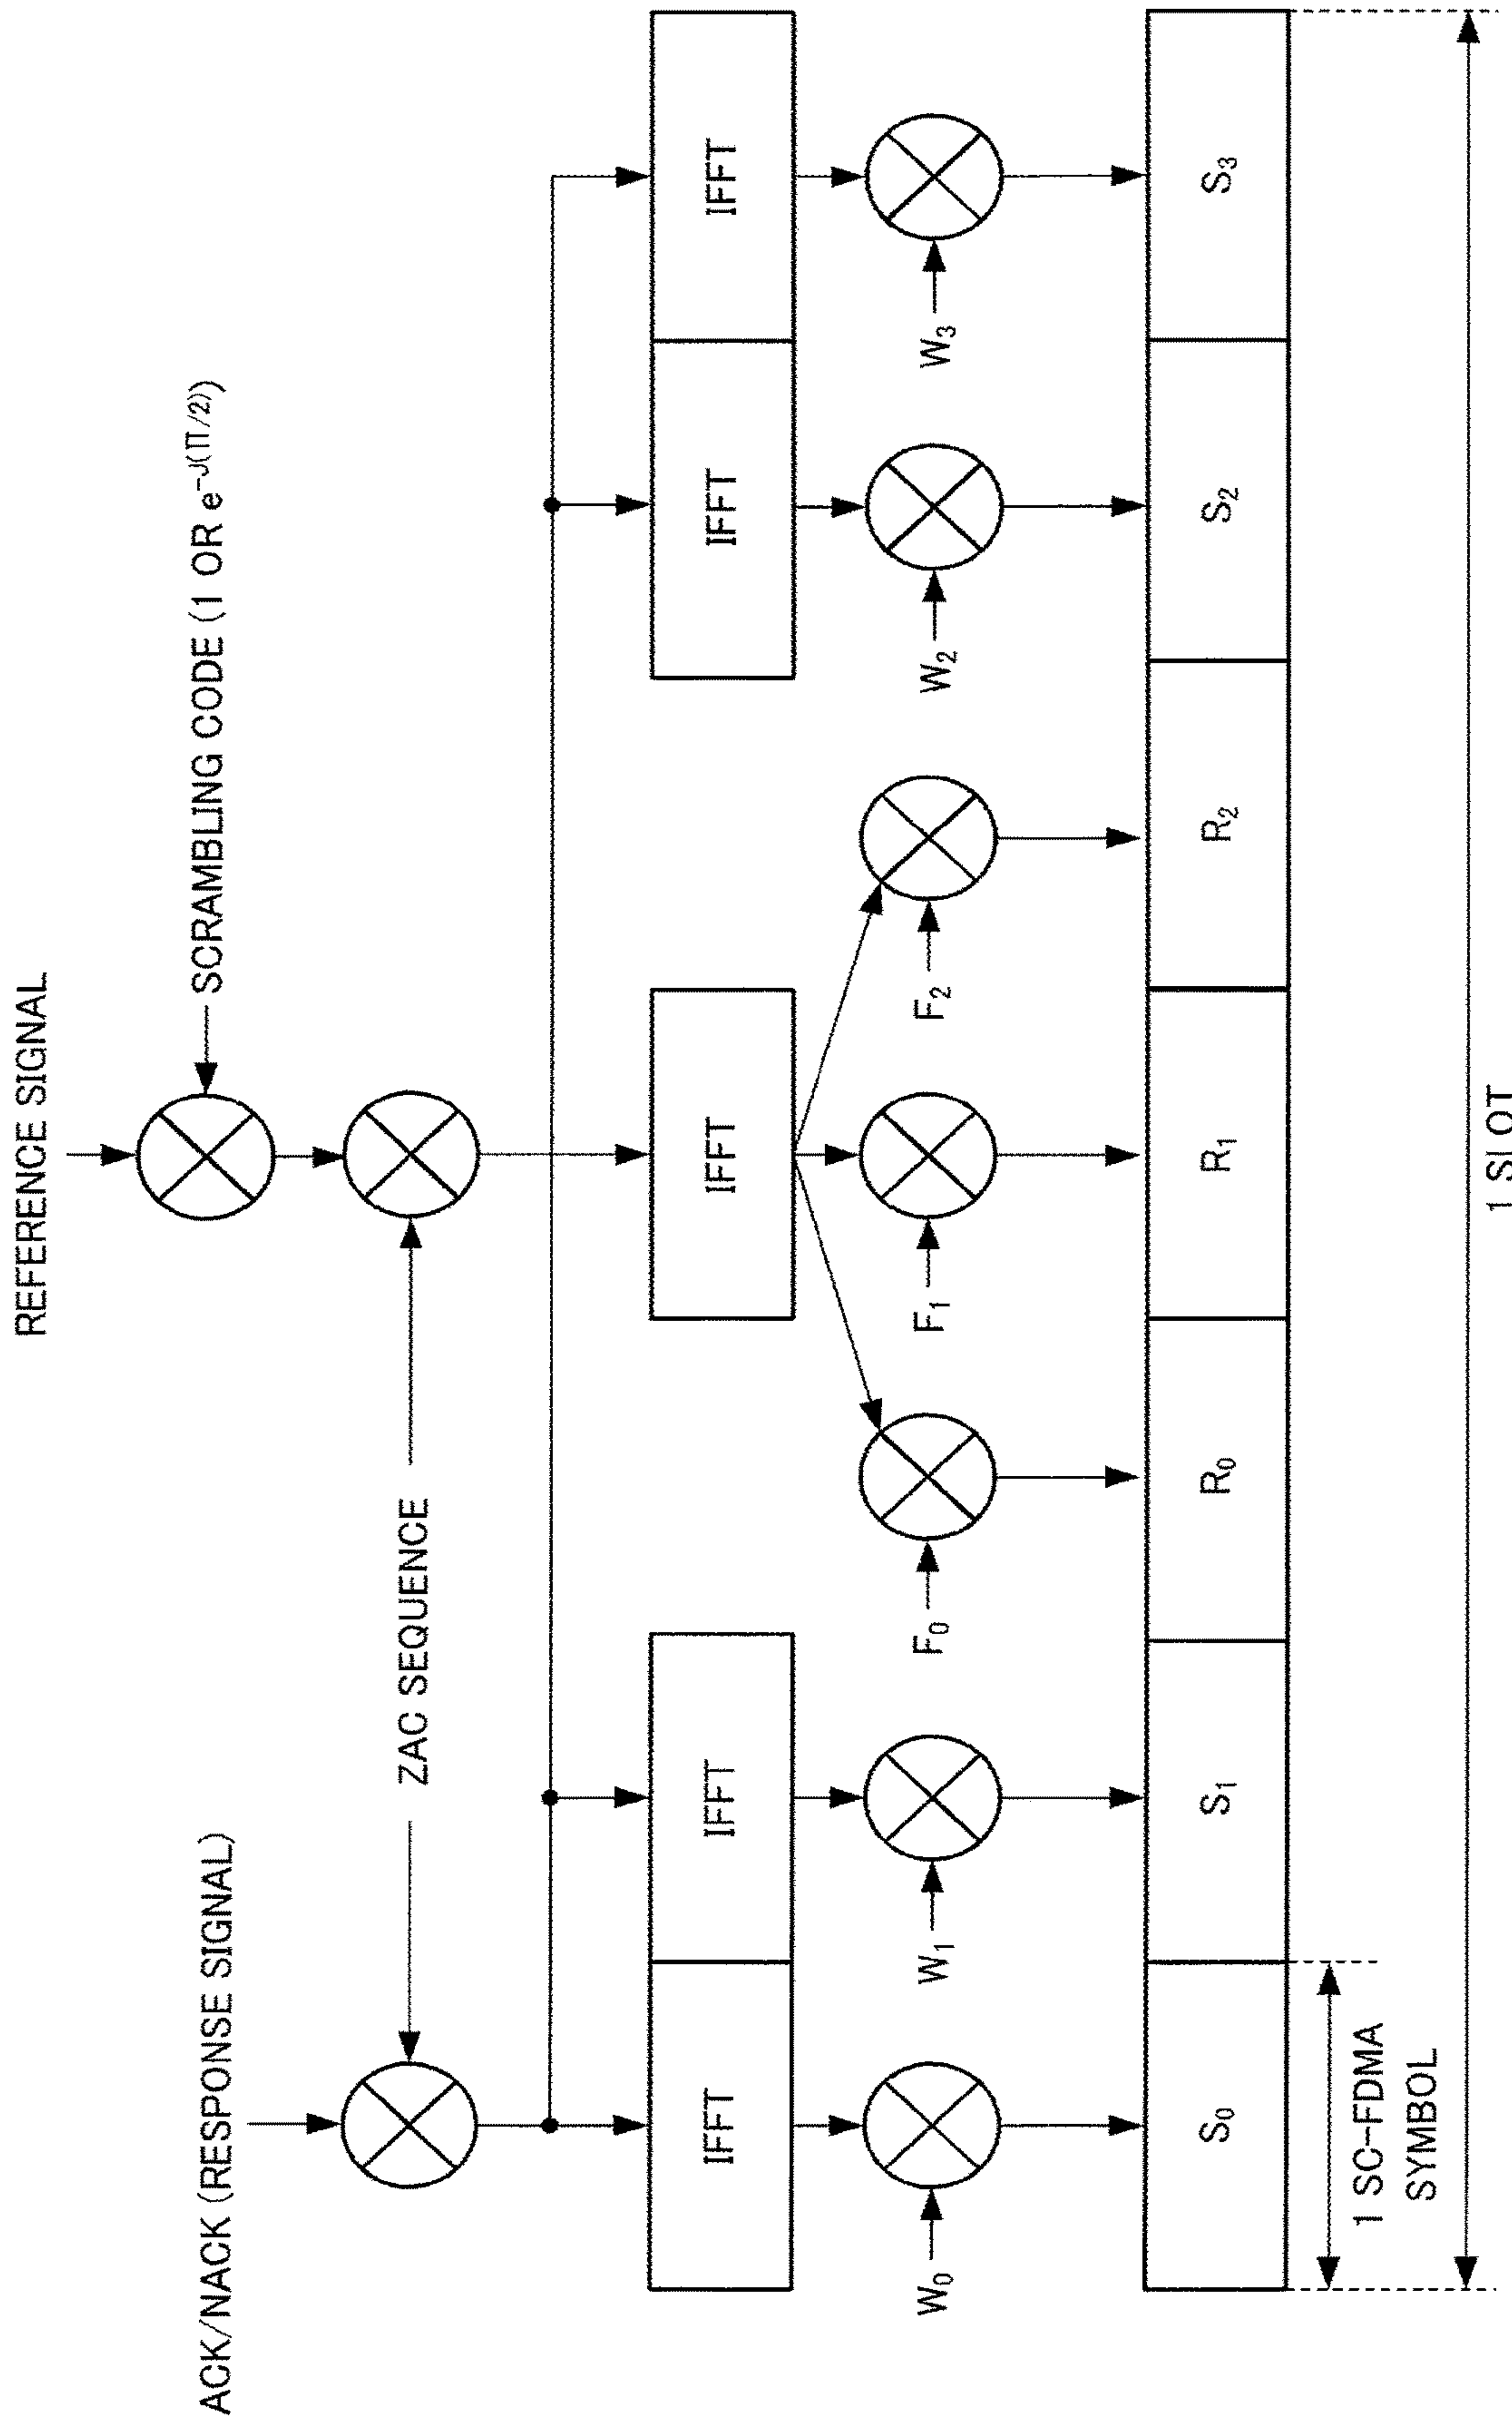 REFERENCE SIGNAL
SCRAMBLING CODE (1 OR e^-J(Π/2))
ACK/NACK (RESPONSE SIGNAL)
ZAC SEQUENCE
IFFT
IFFT
IFFT
IFFT
IFFT
W₀
W₁
F₀
F₁
F₂
W₂
W₃
S₀
S₁
R₀
R₁
R₂
S₂
S₃
1 SC-FDMA
SYMBOL
1 SLOT